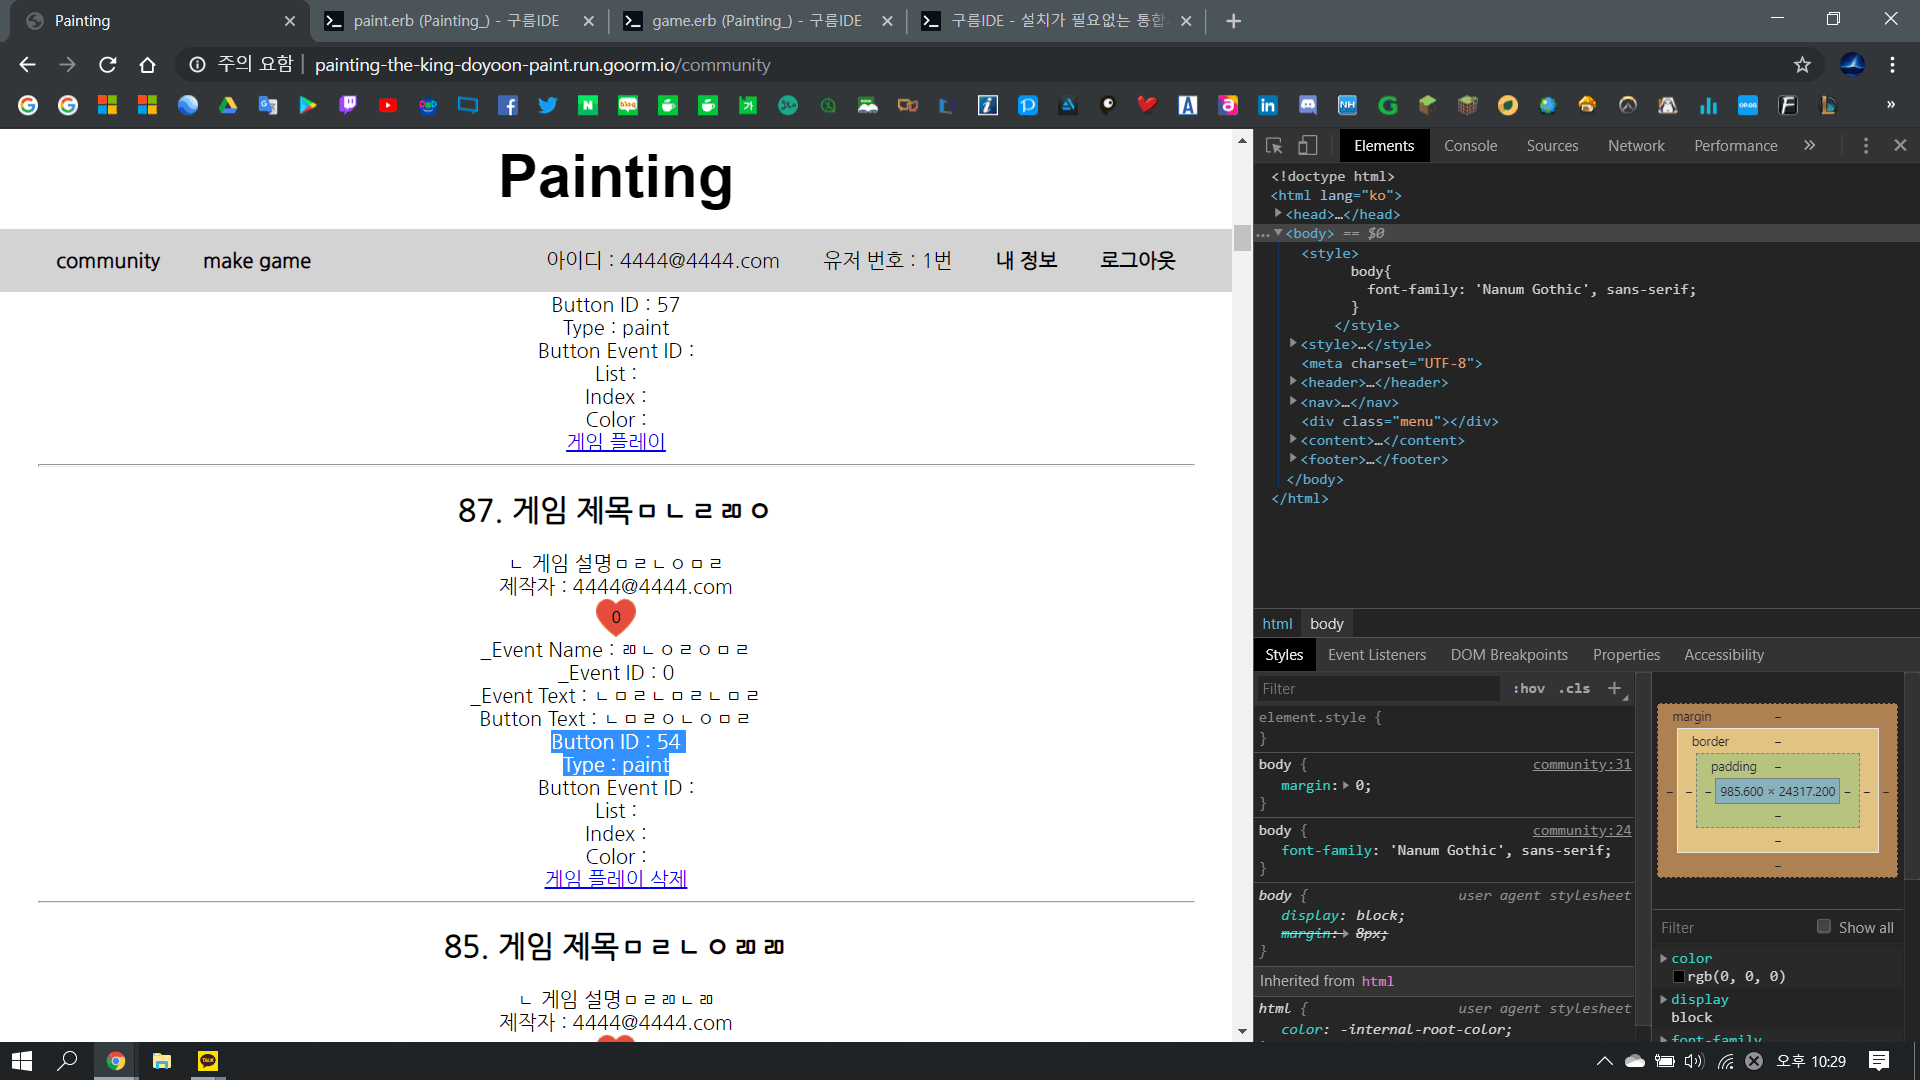 Painting
paint.erb (Painting_) - 구름IDE
game.erb (Painting_) - 구름IDE
구름IDE - 설치가 필요없는 통합
주의 요함
painting-the-king-doyoon-paint.run.goorm.io/community
Painting
community
make game
아이디 : 4444@4444.com
유저 번호 : 1번
내 정보
로그아웃
Button ID : 57
Type : paint
Button Event ID :
List :
Index :
Color :
게임 플레이
87. 게임 제목ㅁㄴㄹㄻㅇ
ㄴ 게임 설명ㅁㄹㄴㅇㅁㄹ
제작자 : 4444@4444.com
0
_Event Name : ㄻㄴㅇㄹㅇㅁㄹ
_Event ID : 0
_Event Text : ㄴㅁㄹㄴㅁㄹㄴㅁㄹ
Button Text : ㄴㅁㄹㅇㄴㅇㅁㄹ
Button ID : 54
Type : paint
Button Event ID :
List :
Index :
Color :
게임 플레이 삭제
85. 게임 제목ㅁㄹㄴㅇㄻㄻ
ㄴ 게임 설명ㅁㄹㄻㄴㄻ
제작자 : 4444@4444.com
Elements
Console
Sources
Network
Performance
<!doctype html>
<html lang="ko">
<head>…</head>
<body> == $0
<style>
body{
font-family: 'Nanum Gothic', sans-serif;
}
</style>
<style>…</style>
<meta charset="UTF-8">
<header>…</header>
<nav>…</nav>
<div class="menu"></div>
<content>…</content>
<footer>…</footer>
</body>
</html>
html
body
Styles
Event Listeners
DOM Breakpoints
Properties
Accessibility
Filter
:hov
.cls
element.style {
}
body {
community:31
margin: 0;
}
body {
community:24
font-family: 'Nanum Gothic', sans-serif;
}
body {
user agent stylesheet
display: block;
margin: 8px;
}
Inherited from html
html {
user agent stylesheet
color: -internal-root-color;
margin
border
padding
985.600 × 24317.200
Filter
Show all
color
rgb(0, 0, 0)
display
block
font-family
오후 10:29